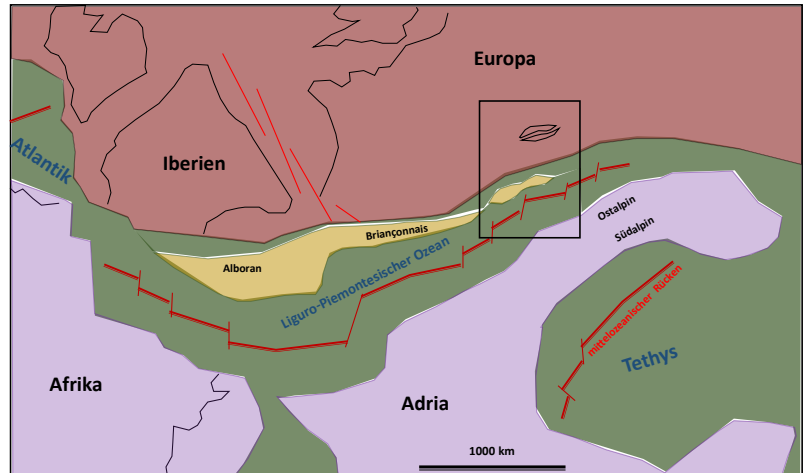 Europa
Atlantik
Iberien
Ostalpin
Südalpin
Briançonnais
Alboran
Liguro-Piemontesischer Ozean
mittelozeanischer Rücken
Tethys
Afrika
Adria
1000 km